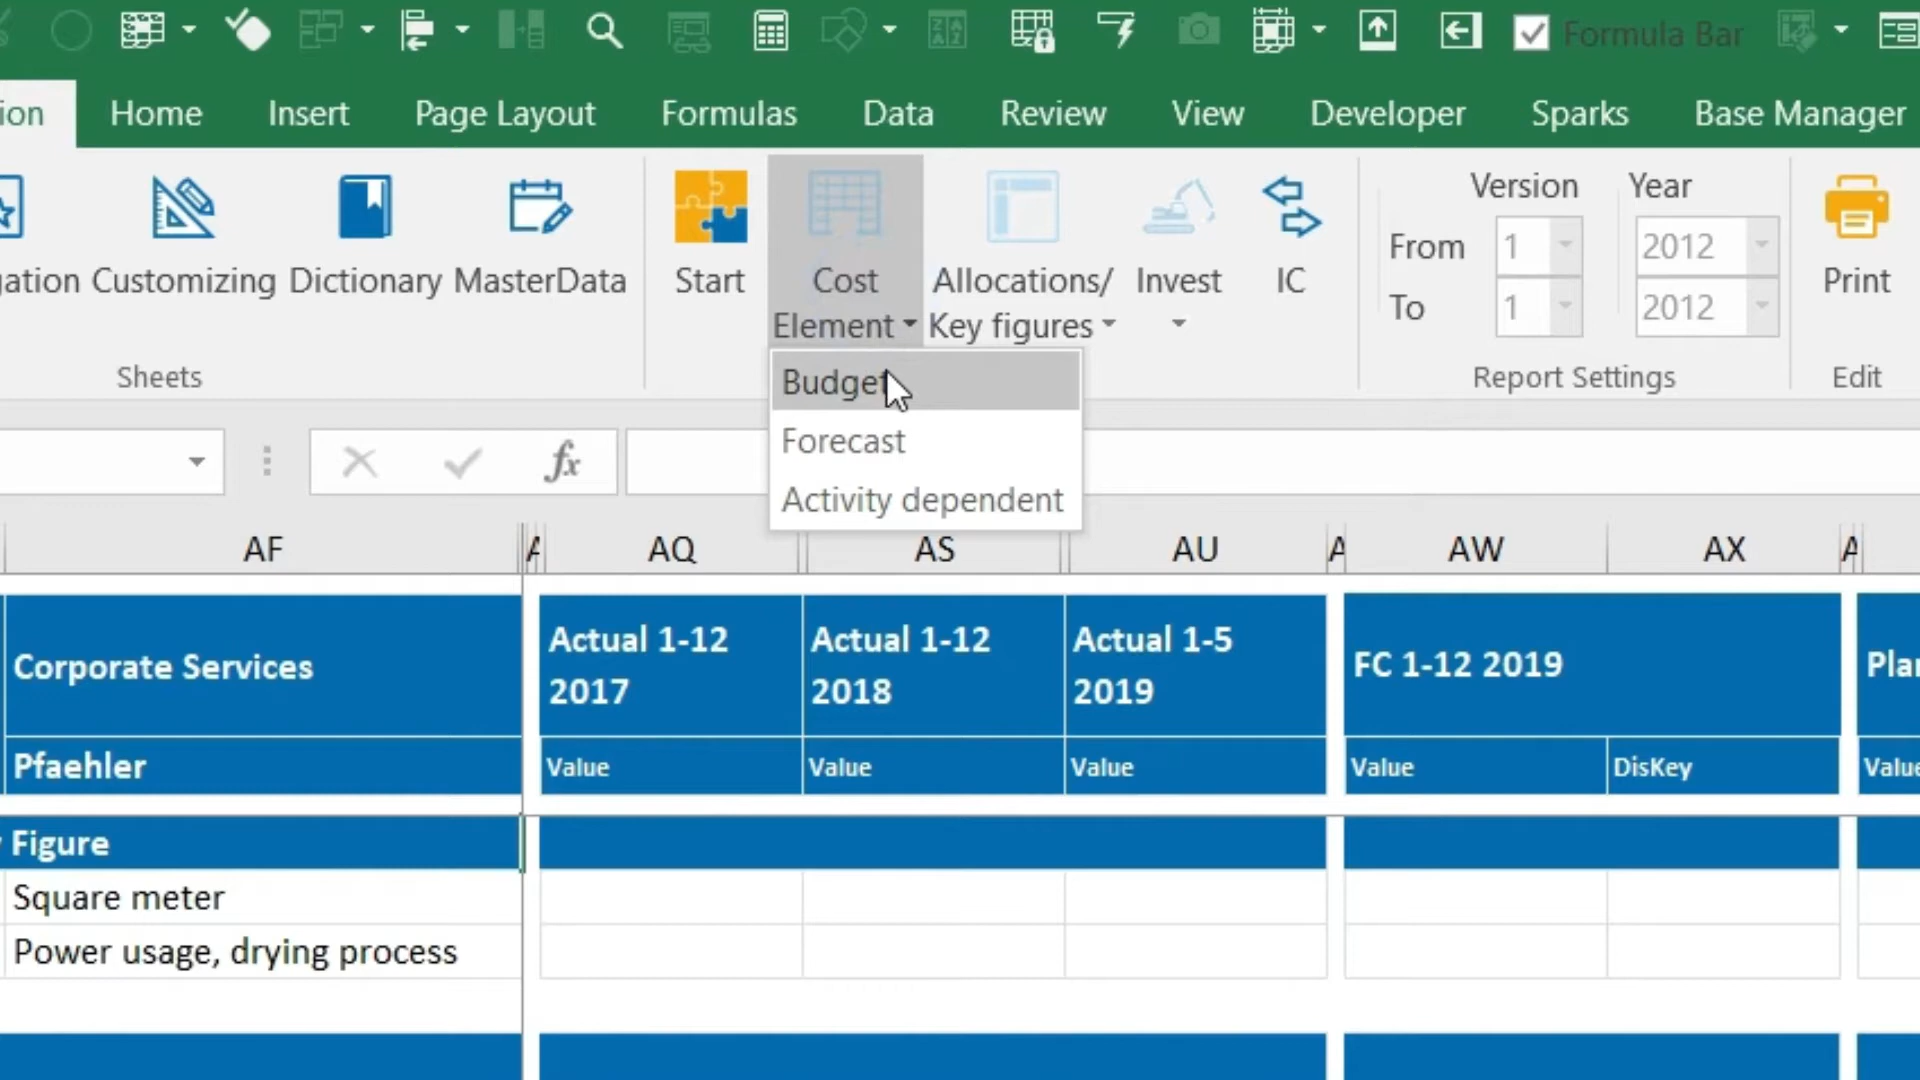 Formula Bar
ion Home Insert Page Layout Formulas Data Review View Developer Sparks Base Manager
Version Year
From 1 2012
To 1 2012
gation Customizing Dictionary MasterData Start Cost Element Allocations/ Key figures Invest IC Print
Sheets Report Settings Edit
Budget
Forecast
Activity dependent
fx
AF A AQ AS AU A AW AX A
Corporate Services Actual 1-12 2017 Actual 1-12 2018 Actual 1-5 2019 FC 1-12 2019 Plan
Pfaehler Value Value Value Value DisKey Value
Figure
Square meter
Power usage, drying process